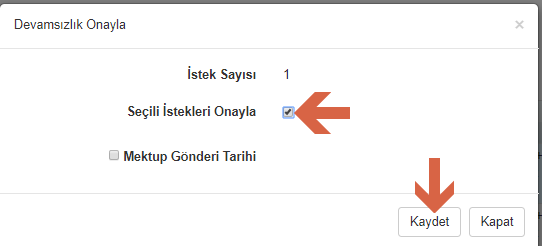 Devamsızlık Onayla ×
İstek Sayısı 1
Seçili İstekleri Onayla
Mektup Gönderi Tarihi
Kaydet Kapat